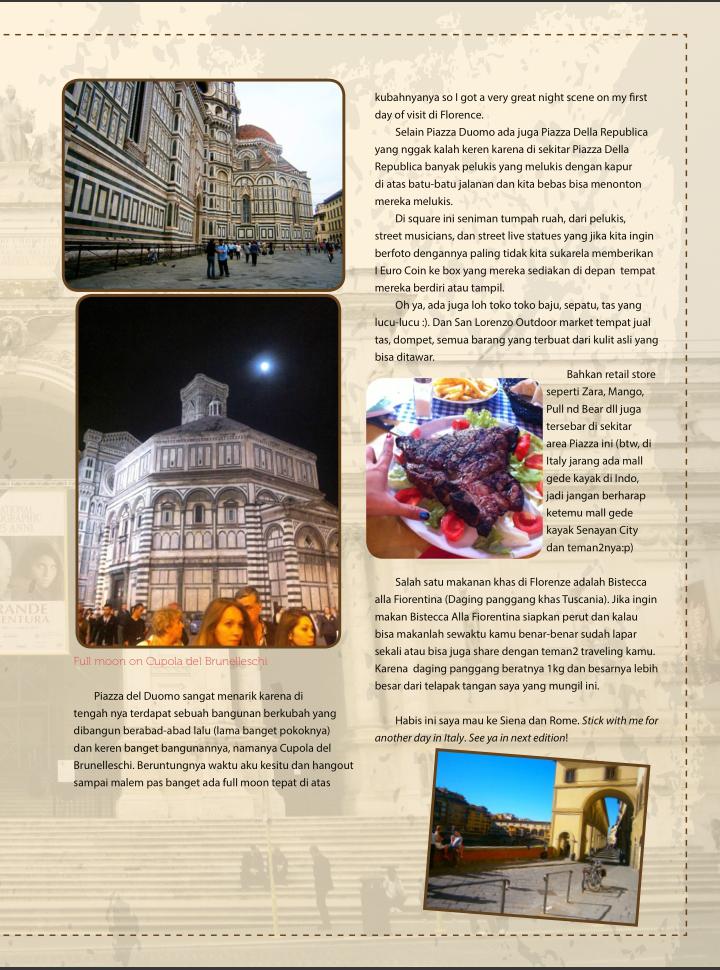 Full moon on Cupola del Brunelleschi
Piazza del Duomo sangat menarik karena di
tengah nya terdapat sebuah bangunan berkubah yang
dibangun berabad-abad lalu (lama banget pokoknya)
dan keren banget bangunannya, namanya Cupola del
Brunelleschi. Beruntungnya waktu aku kesitu dan hangout
sampai malem pas banget ada full moon tepat di atas
kubahnyanya so I got a very great night scene on my first
day of visit di Florence.
Selain Piazza Duomo ada juga Piazza Della Republica
yang nggak kalah keren karena di sekitar Piazza Della
Republica banyak pelukis yang melukis dengan kapur
di atas batu-batu jalanan dan kita bebas bisa menonton
mereka melukis.
Di square ini seniman tumpah ruah, dari pelukis,
street musicians, dan street live statues yang jika kita ingin
berfoto dengannya paling tidak kita sukarela memberikan
I Euro Coin ke box yang mereka sediakan di depan tempat
mereka berdiri atau tampil.
Oh ya, ada juga loh toko toko baju, sepatu, tas yang
lucu-lucu :). Dan San Lorenzo Outdoor market tempat jual
tas, dompet, semua barang yang terbuat dari kulit asli yang
bisa ditawar.
Bahkan retail store
seperti Zara, Mango,
Pull nd Bear dll juga
tersebar di sekitar
area Piazza ini (btw, di
Italy jarang ada mall
gede kayak di Indo,
jadi jangan berharap
ketemu mall gede
kayak Senayan City
dan teman2nya:p)
Salah satu makanan khas di Florenze adalah Bistecca
alla Fiorentina (Daging panggang khas Tuscania). Jika ingin
makan Bistecca Alla Fiorentina siapkan perut dan kalau
bisa makanlah sewaktu kamu benar-benar sudah lapar
sekali atau bisa juga share dengan teman2 traveling kamu.
Karena daging panggang beratnya 1kg dan besarnya lebih
besar dari telapak tangan saya yang mungil ini.
Habis ini saya mau ke Siena dan Rome. Stick with me for
another day in Italy. See ya in next edition!